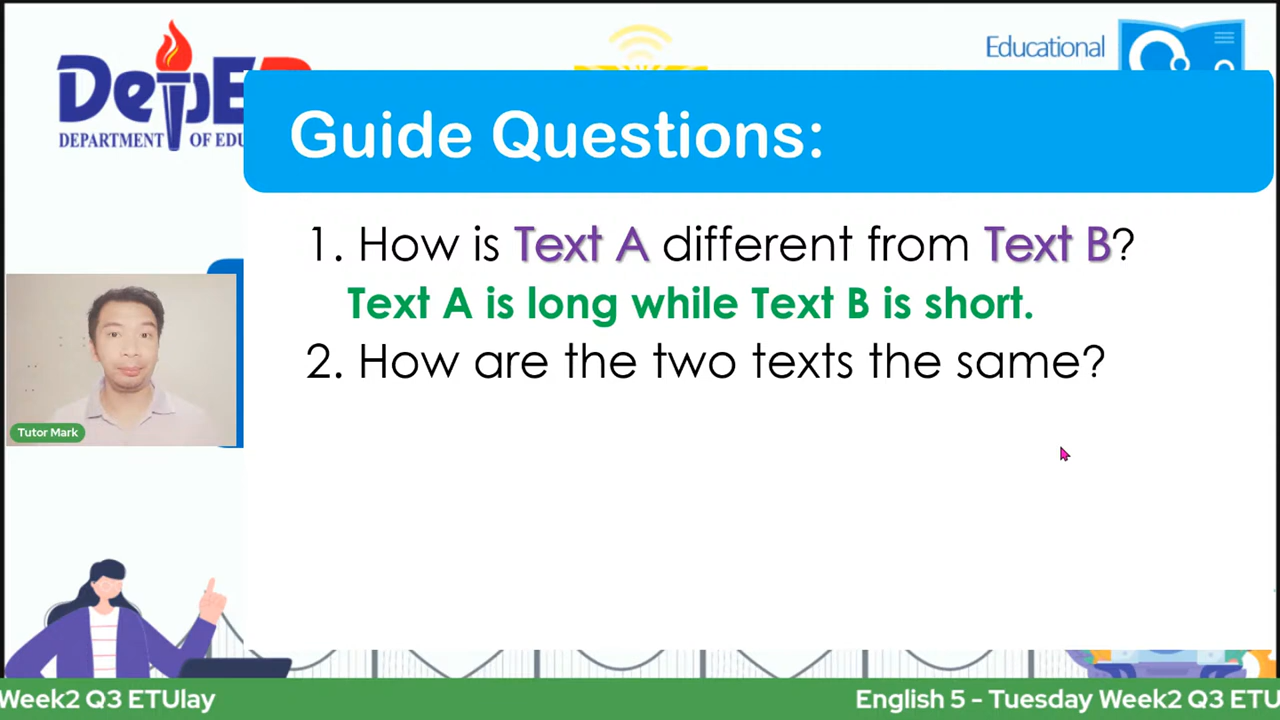 DepED
DEPARTMENT OF EDU
Educational
Guide Questions:
1. How is Text A different from Text B?
Text A is long while Text B is short.
2. How are the two texts the same?
Tutor Mark
Week2 Q3 ETUlay
English 5 - Tuesday Week2 Q3 ETU